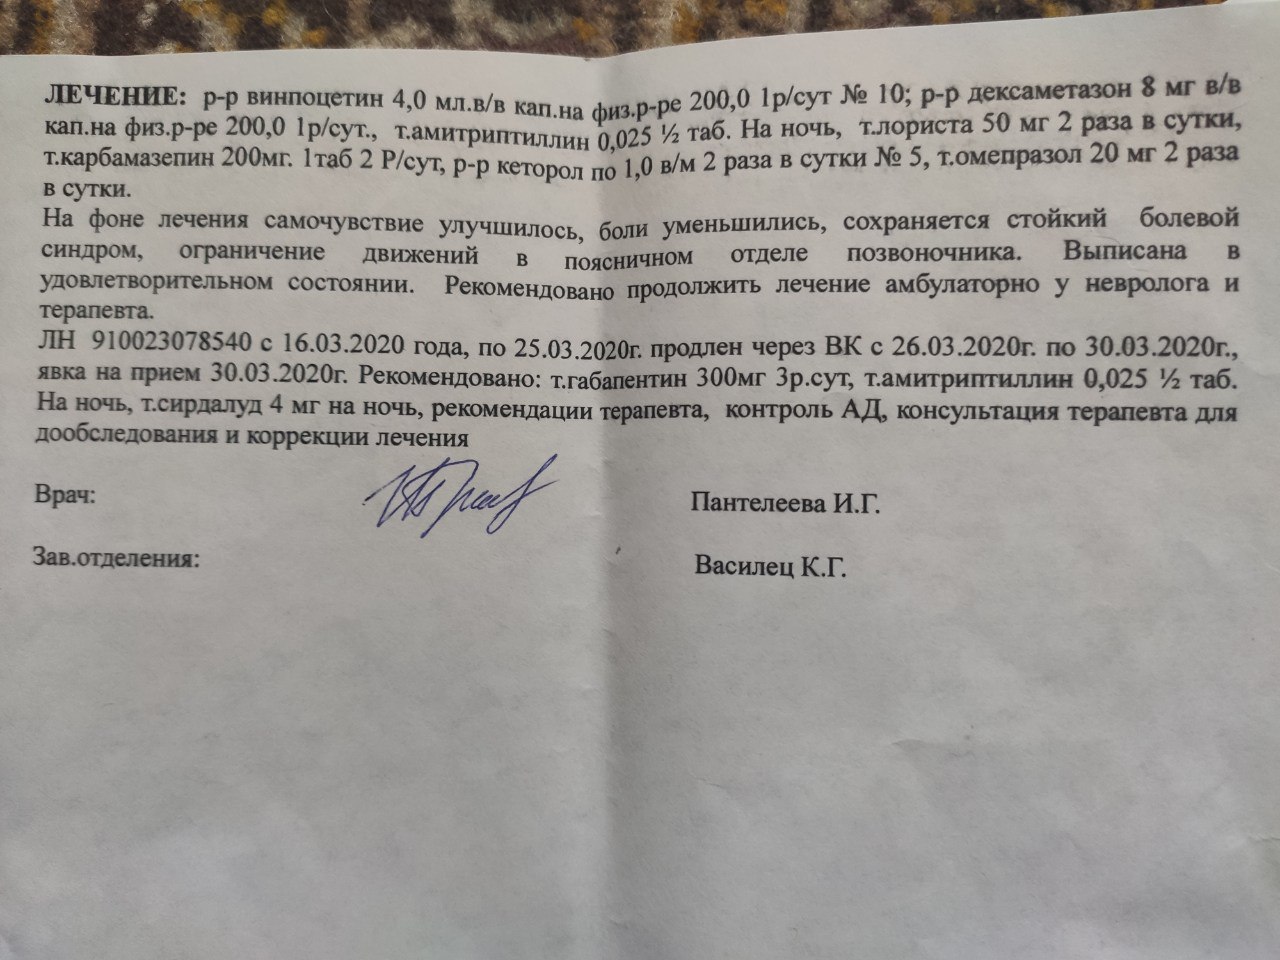 ЛЕЧЕНИЕ: р-р винпоцетин 4,0 мл.в/в кап.на физ.р-ре 200,0 1р/сут № 10; р-р дексаметазон 8 мг в/в
кап.на физ.р-ре 200,0 1р/сут., т.амитриптиллин 0,025 ½ таб. На ночь, т.лориста 50 мг 2 раза в сутки,
т.карбамазепин 200мг. 1таб 2 Р/сут, р-р кеторол по 1,0 в/м 2 раза в сутки № 5, т.омепразол 20 мг 2 раза
в сутки.
На фоне лечения самочувствие улучшилось, боли уменьшились, сохраняется стойкий болевой
синдром, ограничение движений в поясничном отделе позвоночника. Выписана в
удовлетворительном состоянии. Рекомендовано продолжить лечение амбулаторно у невролога и
терапевта.
ЛН 910023078540 с 16.03.2020 года, по 25.03.2020г. продлен через ВК с 26.03.2020г. по 30.03.2020г.,
явка на прием 30.03.2020г. Рекомендовано: т.габапентин 300мг 3р.сут, т.амитриптиллин 0,025 ½ таб.
На ночь, т.сирдалуд 4 мг на ночь, рекомендации терапевта, контроль АД, консультация терапевта для
дообследования и коррекции лечения
Врач: Пантелеева И.Г.
Зав.отделения: Василец К.Г.